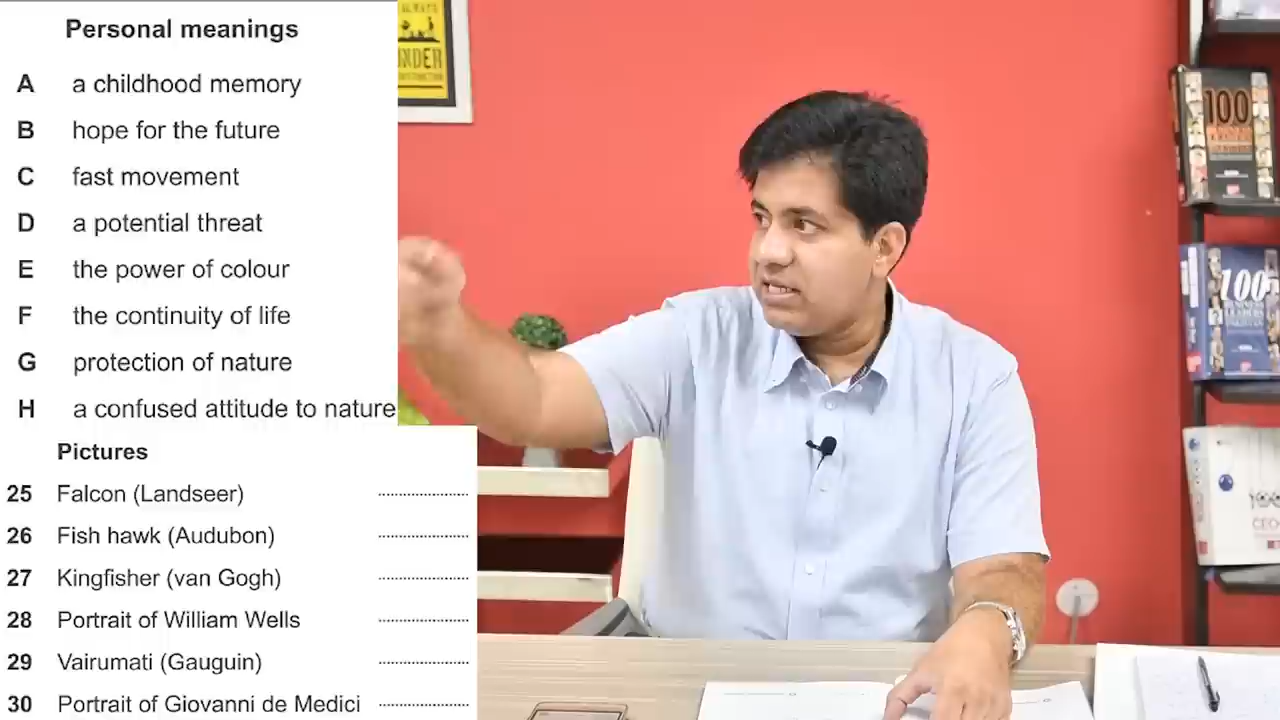 Personal meanings
A a childhood memory
B hope for the future
C fast movement
D a potential threat
E the power of colour
F the continuity of life
G protection of nature
H a confused attitude to nature
Pictures
25 Falcon (Landseer) ....................
26 Fish hawk (Audubon) ....................
27 Kingfisher (van Gogh) ....................
28 Portrait of William Wells ....................
29 Vairumati (Gauguin) ....................
30 Portrait of Giovanni de Medici
ALWAYS
100
100